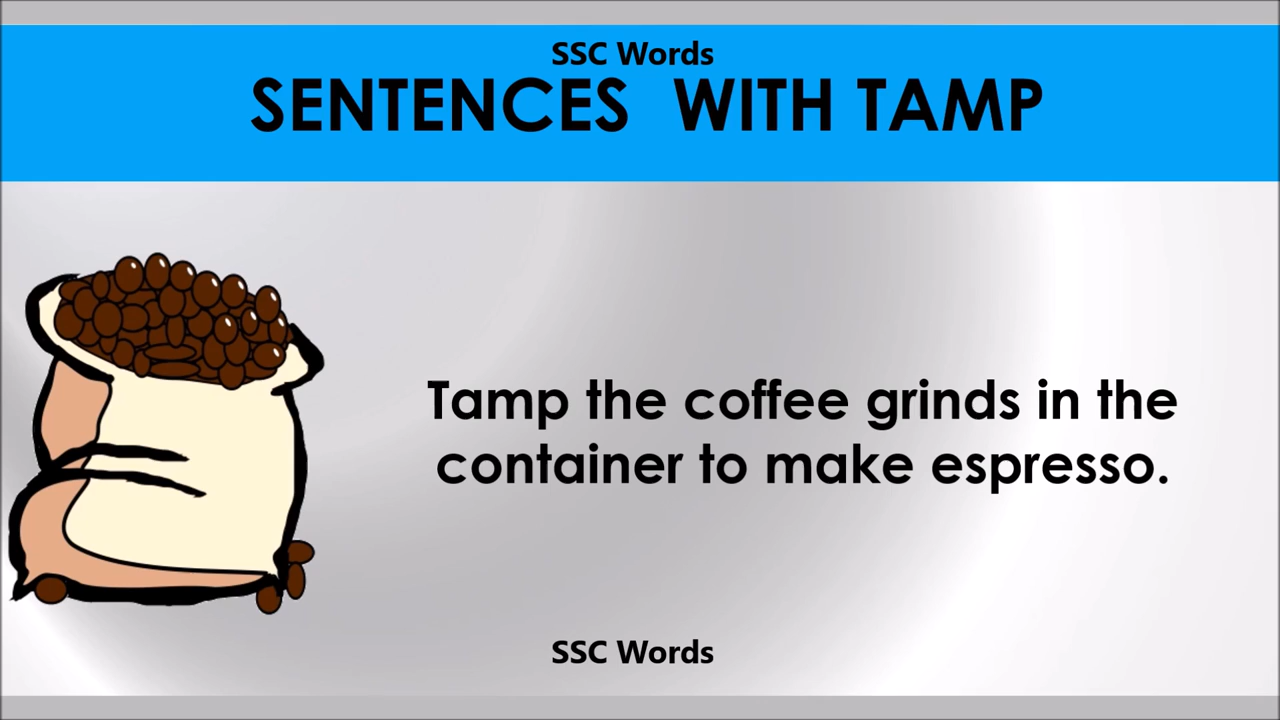 SSC Words
SENTENCES WITH TAMP
Tamp the coffee grinds in the
container to make espresso.
SSC Words